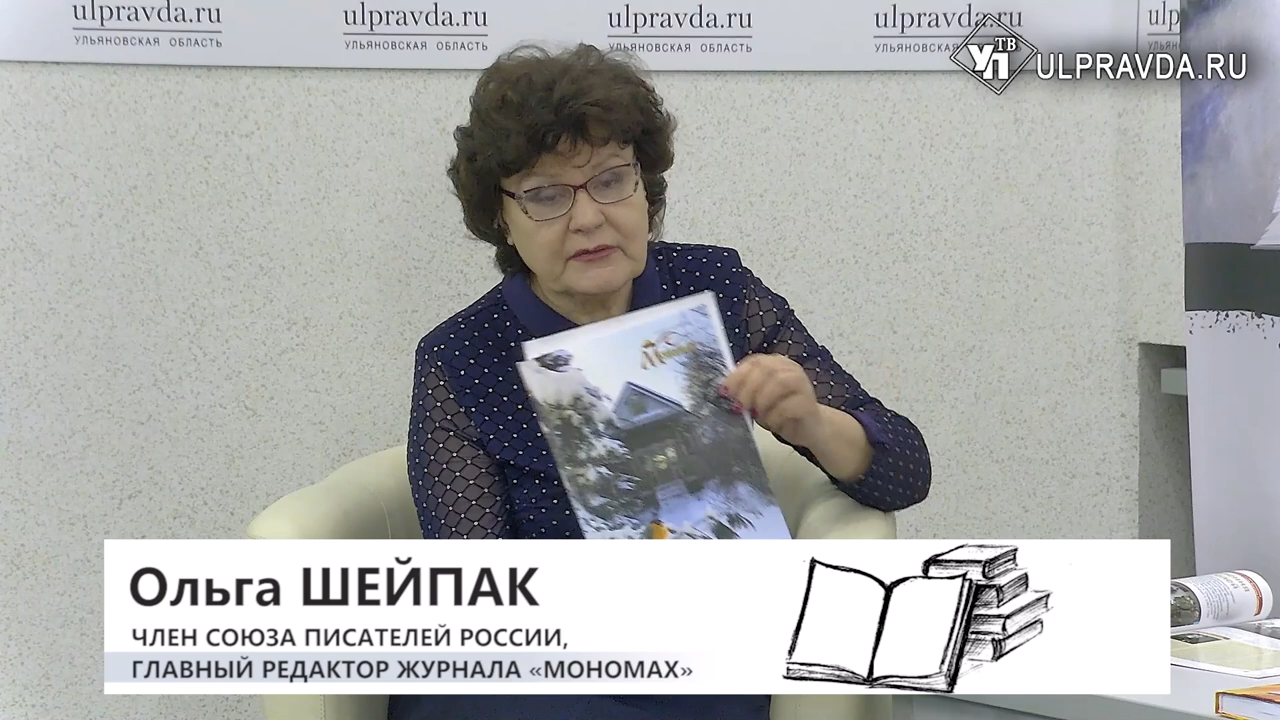 ulpravda.ru
УЛЬЯНОВСКАЯ ОБЛАСТЬ
ulpravda.ru
УЛЬЯНОВСКАЯ ОБЛАСТЬ
ulpravda.ru
УЛЬЯНОВСКАЯ ОБЛАСТЬ
ulpravda.ru
УЛЬЯНОВСКАЯ ОБЛАСТЬ
ulp
УП ТВ ULPRAVDA.RU
Ольга ШЕЙПАК
ЧЛЕН СОЮЗА ПИСАТЕЛЕЙ РОССИИ,
ГЛАВНЫЙ РЕДАКТОР ЖУРНАЛА «МОНОМАХ»